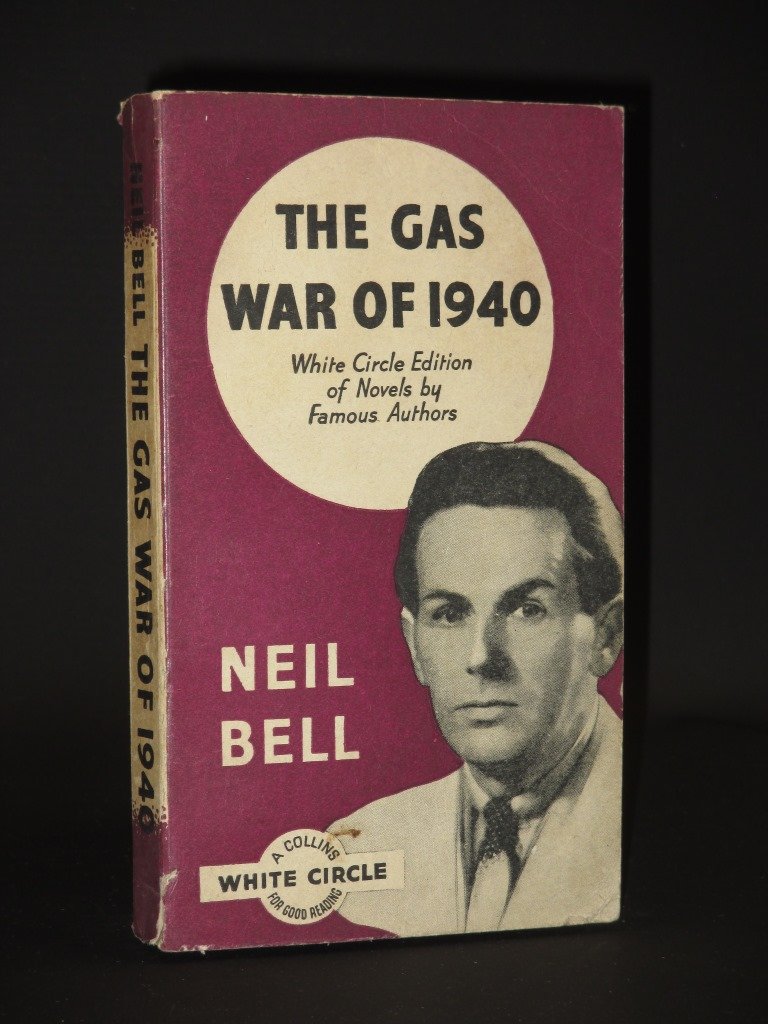 THE GAS
WAR OF 1940
White Circle Edition
of Novels by
Famous Authors
NEIL
BELL
A COLLINS
WHITE CIRCLE
FOR GOOD READING
NEIL BELL THE GAS WAR OF 1940